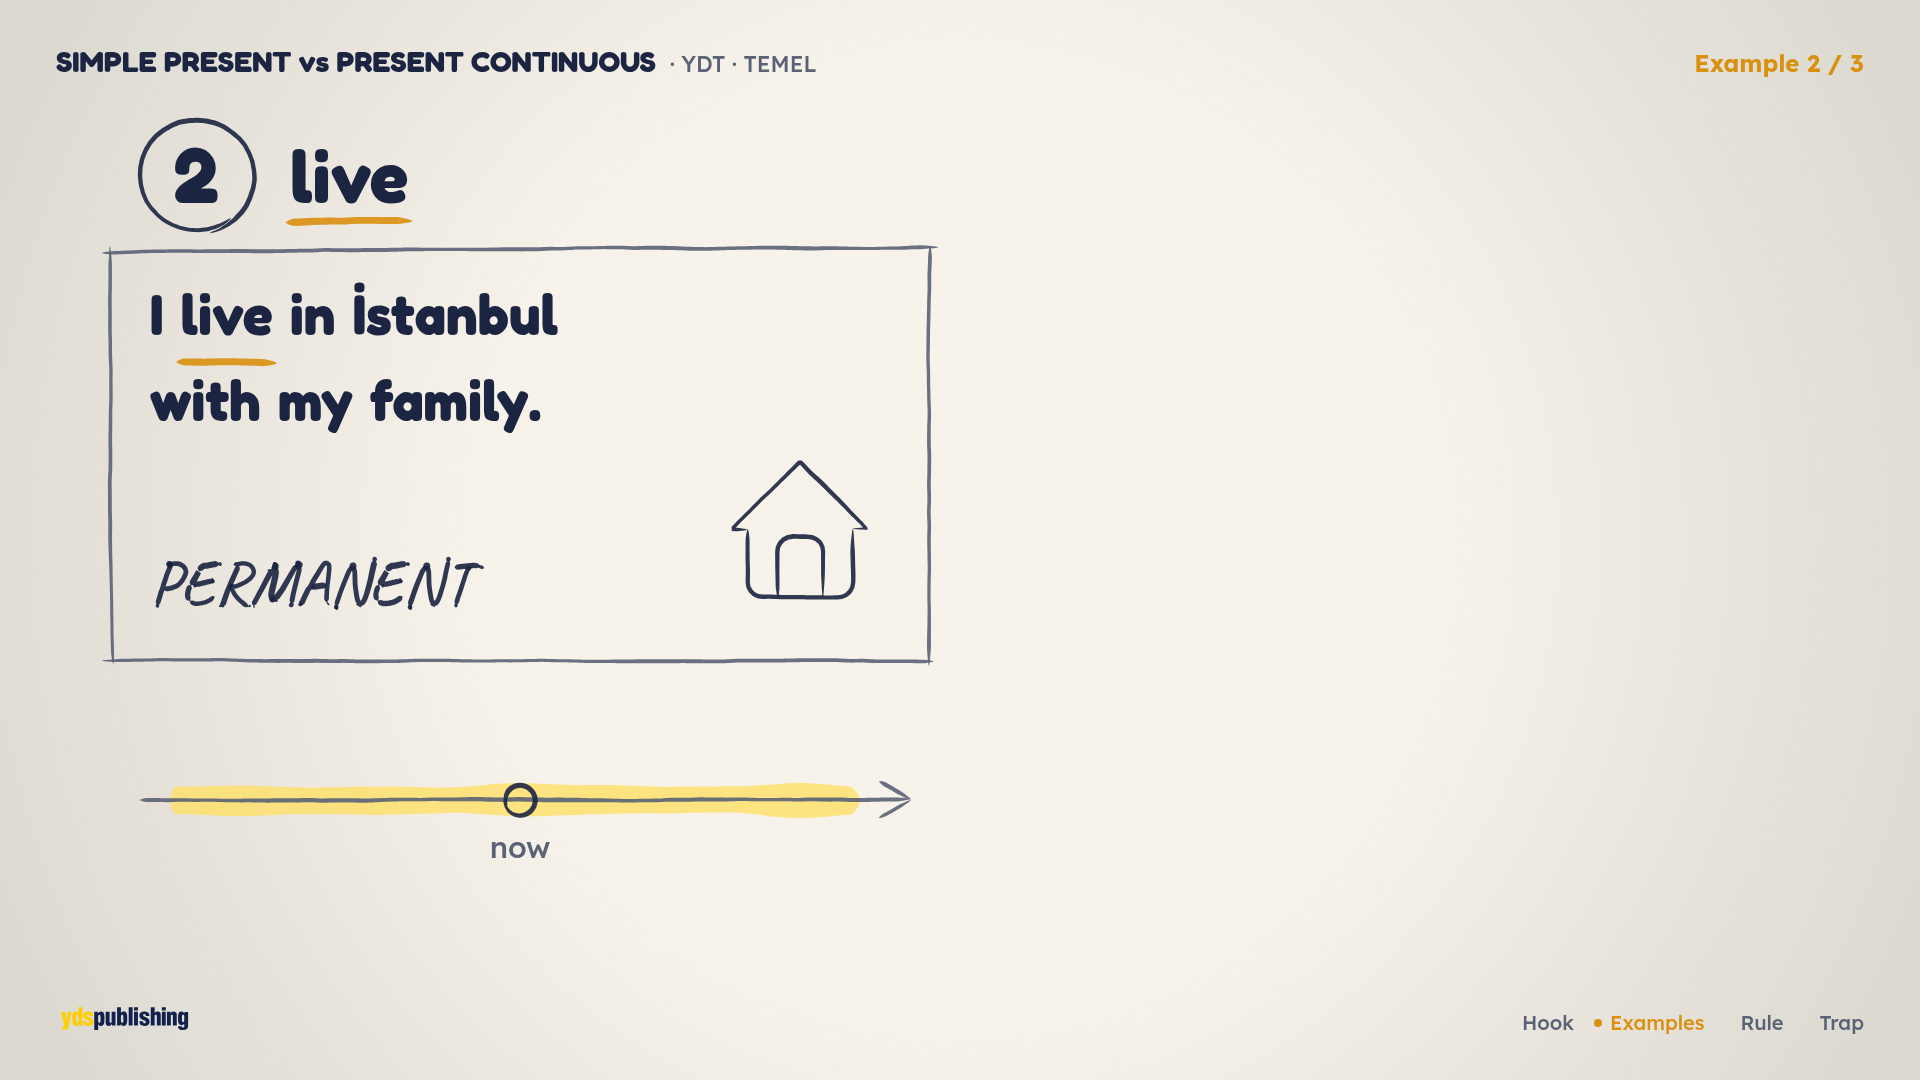 SIMPLE PRESENT vs PRESENT CONTINUOUS · YDT · TEMEL
Example 2 / 3
2 live
I live in İstanbul
with my family.
PERMANENT
now
ydspublishing
Hook • Examples Rule Trap